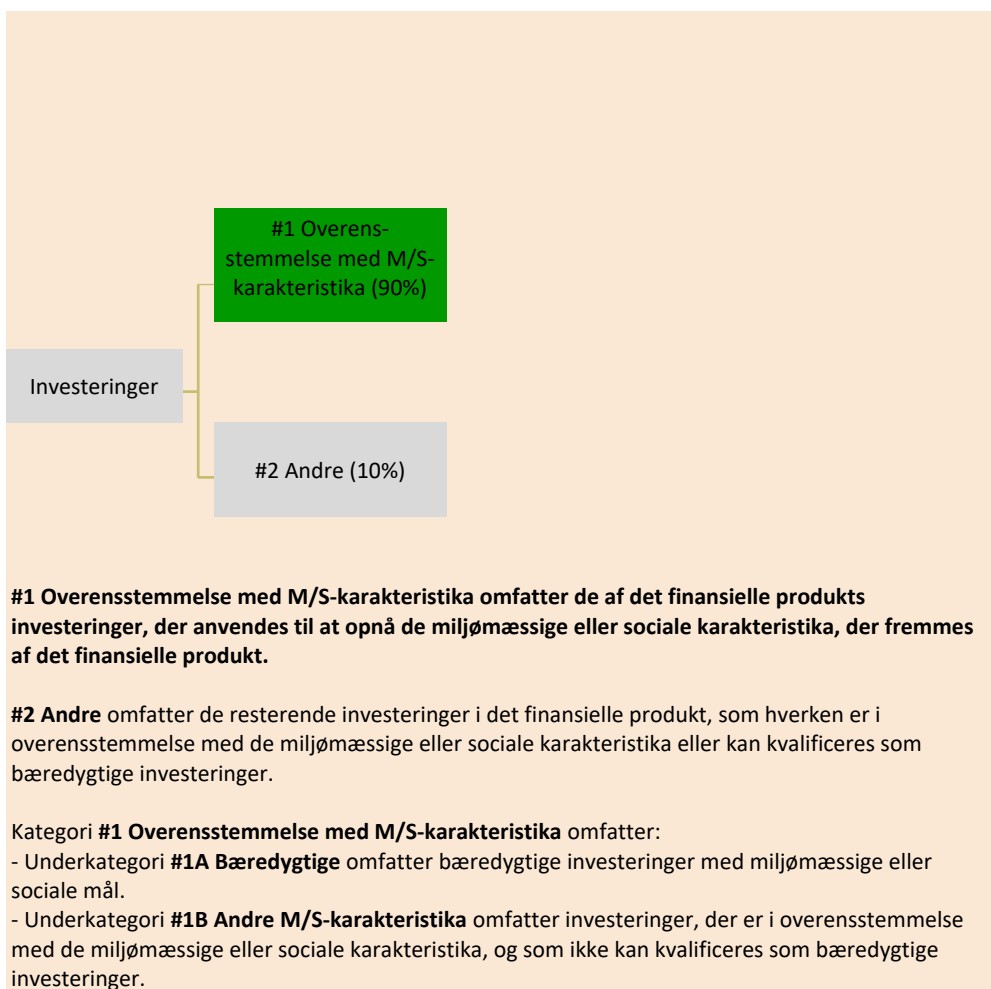 #1 Overens-
stemmelse med M/S-
karakteristika (90%)
Investeringer
#2 Andre (10%)
#1 Overensstemmelse med M/S-karakteristika omfatter de af det finansielle produkts
investeringer, der anvendes til at opnå de miljømæssige eller sociale karakteristika, der fremmes
af det finansielle produkt.
#2 Andre omfatter de resterende investeringer i det finansielle produkt, som hverken er i
overensstemmelse med de miljømæssige eller sociale karakteristika eller kan kvalificeres som
bæredygtige investeringer.
Kategori #1 Overensstemmelse med M/S-karakteristika omfatter:
- Underkategori #1A Bæredygtige omfatter bæredygtige investeringer med miljømæssige eller
sociale mål.
- Underkategori #1B Andre M/S-karakteristika omfatter investeringer, der er i overensstemmelse
med de miljømæssige eller sociale karakteristika, og som ikke kan kvalificeres som bæredygtige
investeringer.